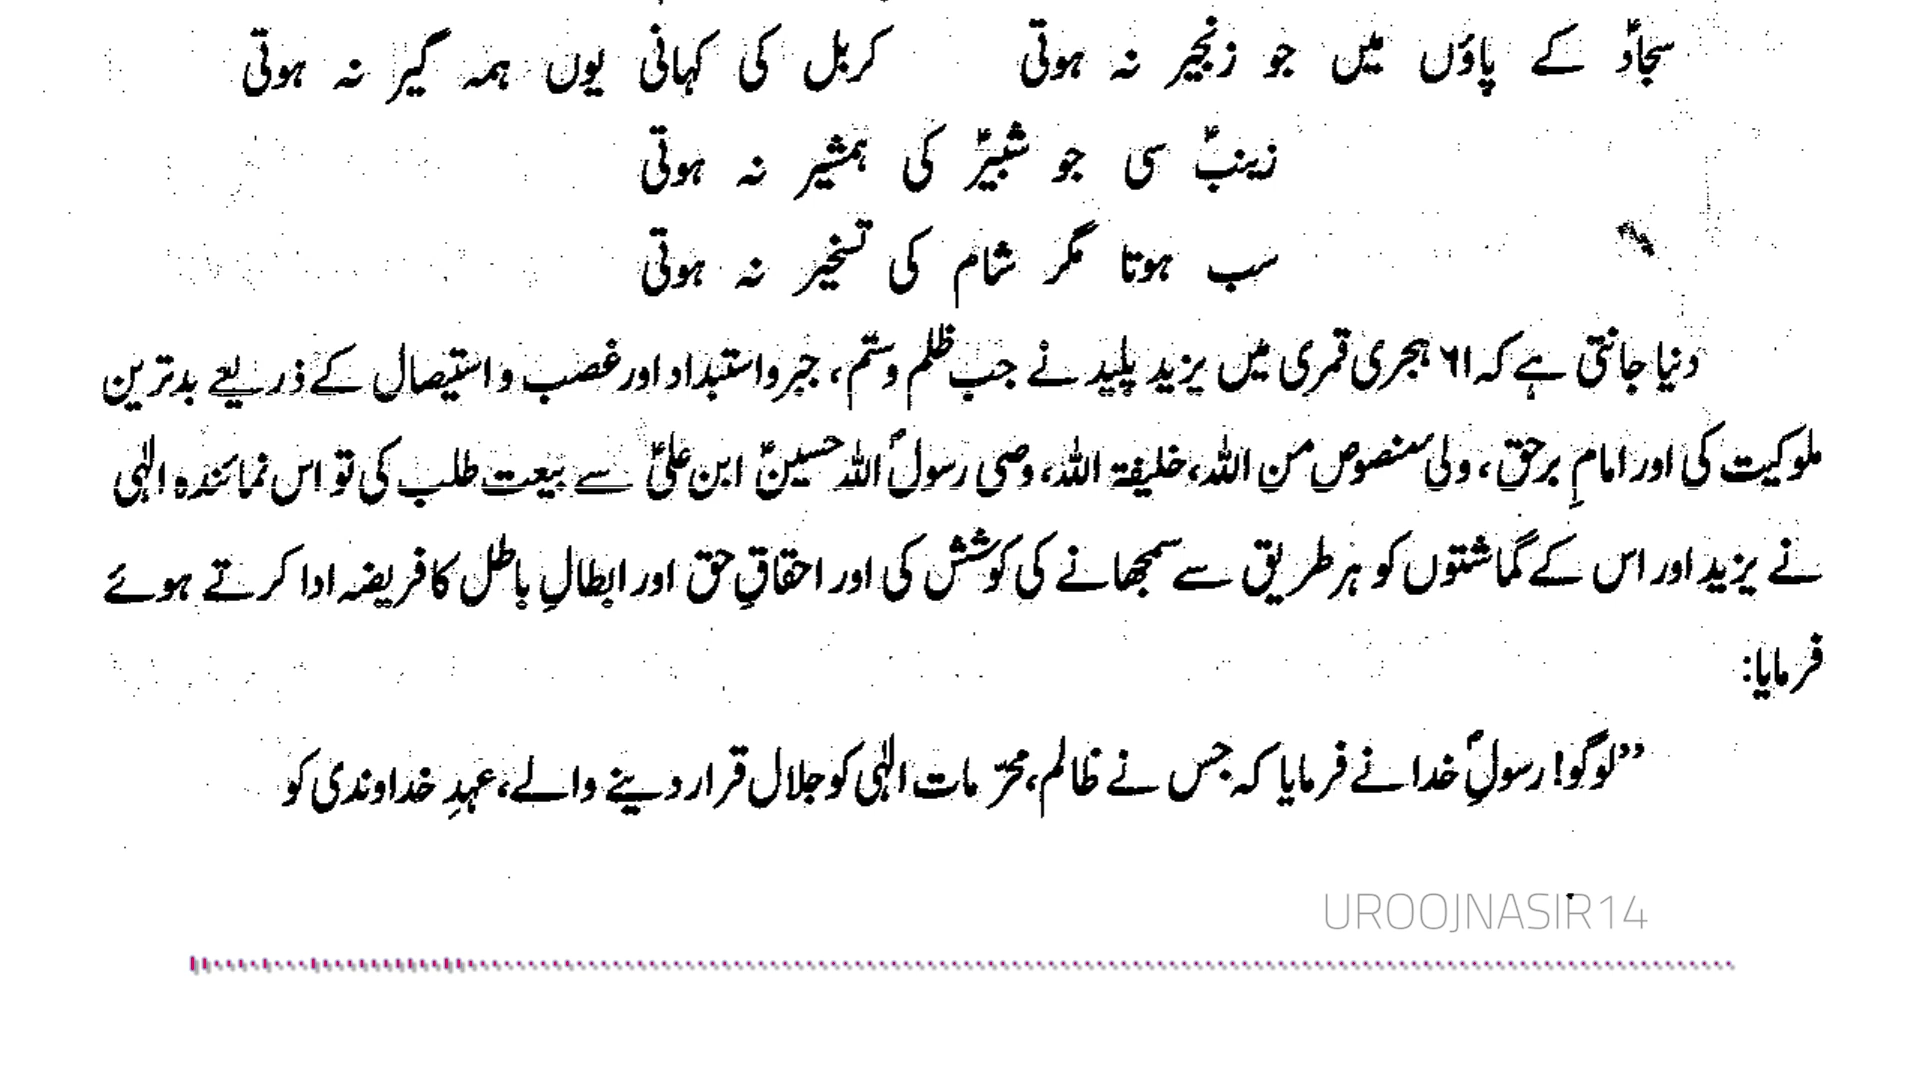 سجادؑ کے پاؤں میں جو زنجیر نہ ہوتی کربل کی کہانی یوں ہمہ گیر نہ ہوتی
زینبؑ سی جو شبیرؑ کی ہمشیر نہ ہوتی
سب ہوتا مگر شام کی تسخیر نہ ہوتی
دنیا جانتی ہے کہ ۶۱ ہجری قمری میں یزید پلید نے جب ظلم و ستم، جبر و استبداد اور غصب و استیصال کے ذریعے بدترین
ملوکیت کی اور امامِ برحق، ولی منصوص من اللہ، خلیفۃ اللہ، وصی رسولؐ اللہ حسینؑ ابن علیؑ سے بیعت طلب کی تو اس نمائندہ الٰہی
نے یزید اور اس کے گماشتوں کو ہر طریق سے سمجھانے کی کوشش کی اور احقاقِ حق اور ابطالِ باطل کا فریضہ ادا کرتے ہوئے
فرمایا:
”لوگو! رسولِؐ خدا نے فرمایا کہ جس نے ظالم، محرّ مات الٰہی کو حلال قرار دینے والے، عہدِ خداوندی کو
UROOJNASIR14